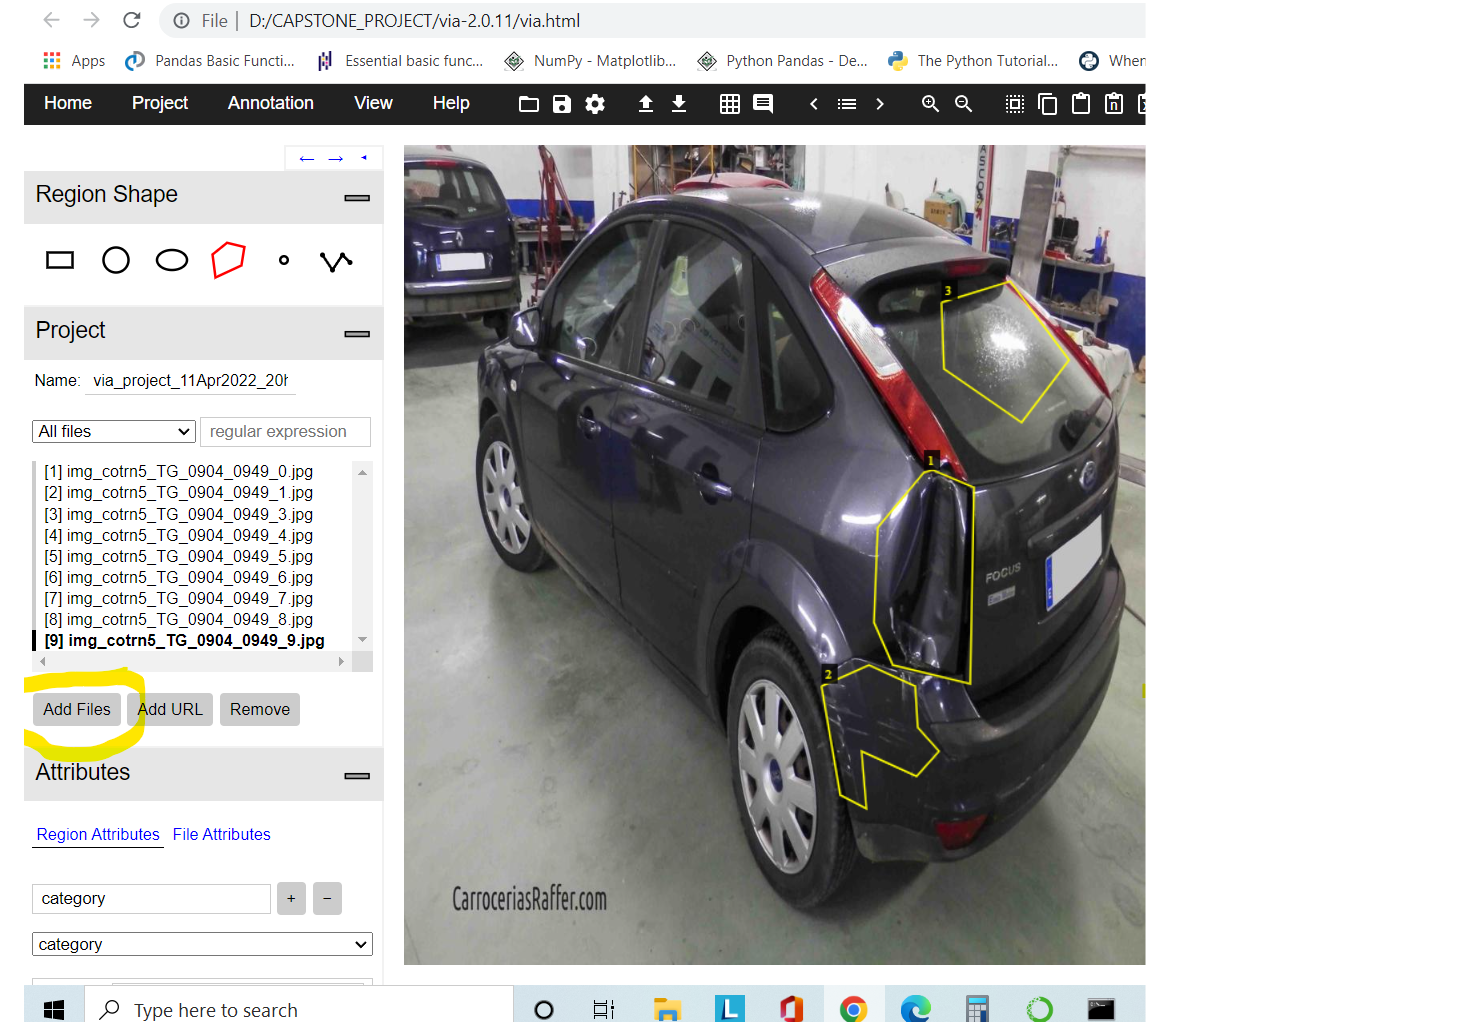 File | D:/CAPSTONE_PROJECT/via-2.0.11/via.html
Apps Pandas Basic Functi... Essential basic func... NumPy - Matplotlib... Python Pandas - De... The Python Tutorial... When
Home Project Annotation View Help
Region Shape
Project
Name: via_project_11Apr2022_20h
All files regular expression
[1] img_cotrn5_TG_0904_0949_0.jpg
[2] img_cotrn5_TG_0904_0949_1.jpg
[3] img_cotrn5_TG_0904_0949_3.jpg
[4] img_cotrn5_TG_0904_0949_4.jpg
[5] img_cotrn5_TG_0904_0949_5.jpg
[6] img_cotrn5_TG_0904_0949_6.jpg
[7] img_cotrn5_TG_0904_0949_7.jpg
[8] img_cotrn5_TG_0904_0949_8.jpg
[9] img_cotrn5_TG_0904_0949_9.jpg
Add Files Add URL Remove
Attributes
Region Attributes File Attributes
category + −
category
3
1
FOCUS
2
CarroceriasRaffer.com
Type here to search